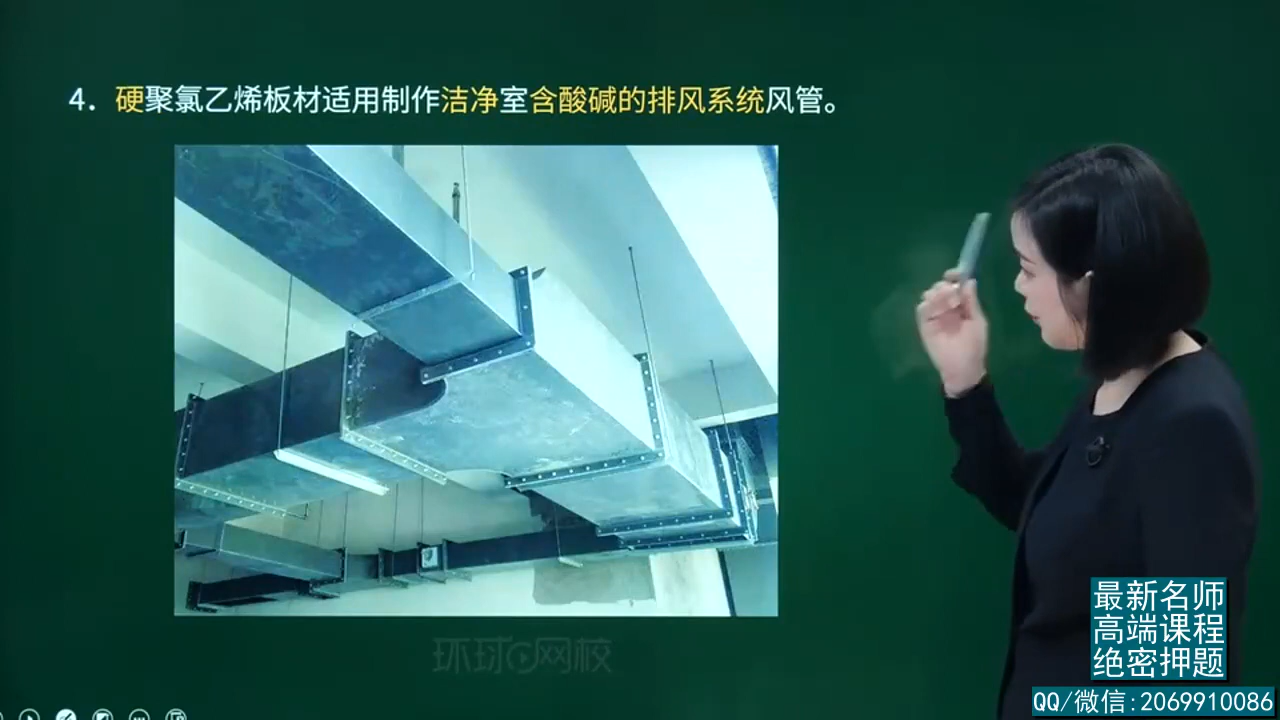 4．硬聚氯乙烯板材适用制作洁净室含酸碱的排风系统风管。
环球网校
最新名师
高端课程
绝密押题
QQ/微信:2069910086